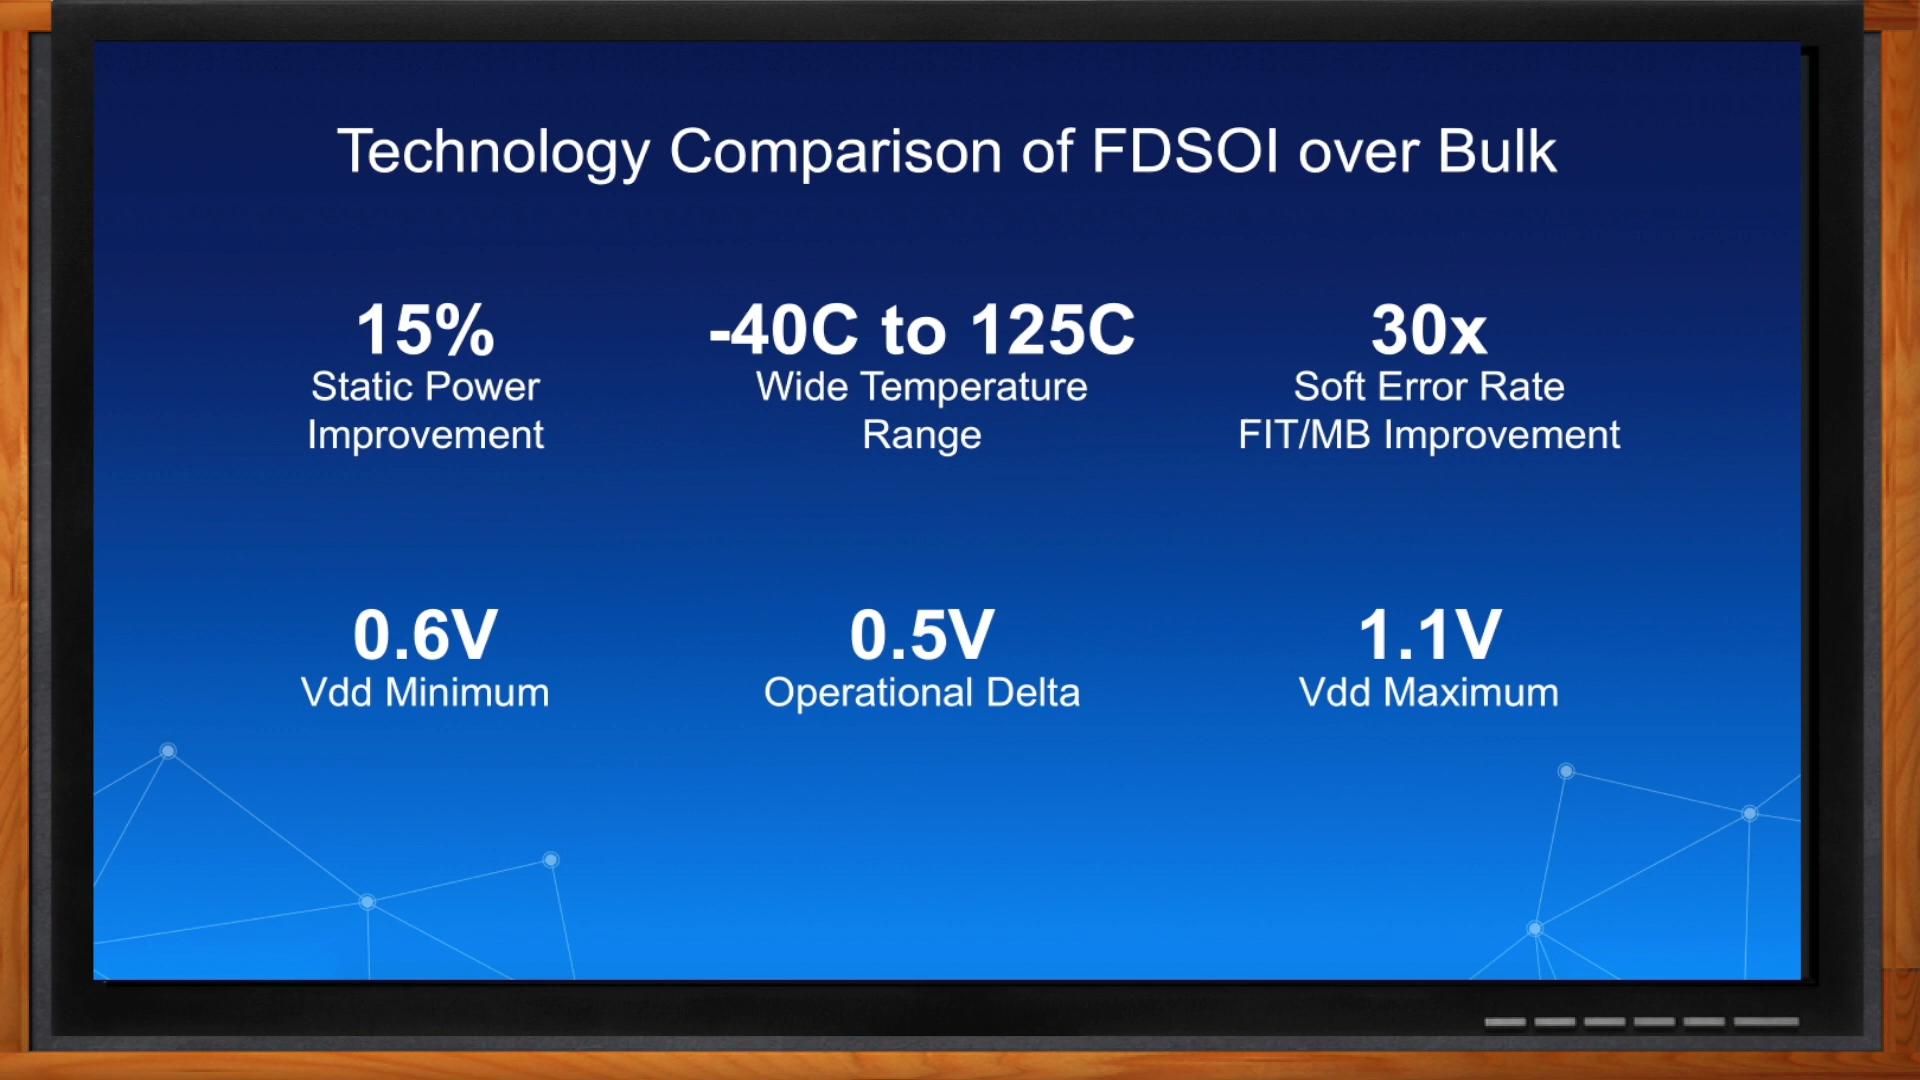 Technology Comparison of FDSOI over Bulk
15%
Static Power
Improvement
-40C to 125C
Wide Temperature
Range
30x
Soft Error Rate
FIT/MB Improvement
0.6V
Vdd Minimum
0.5V
Operational Delta
1.1V
Vdd Maximum